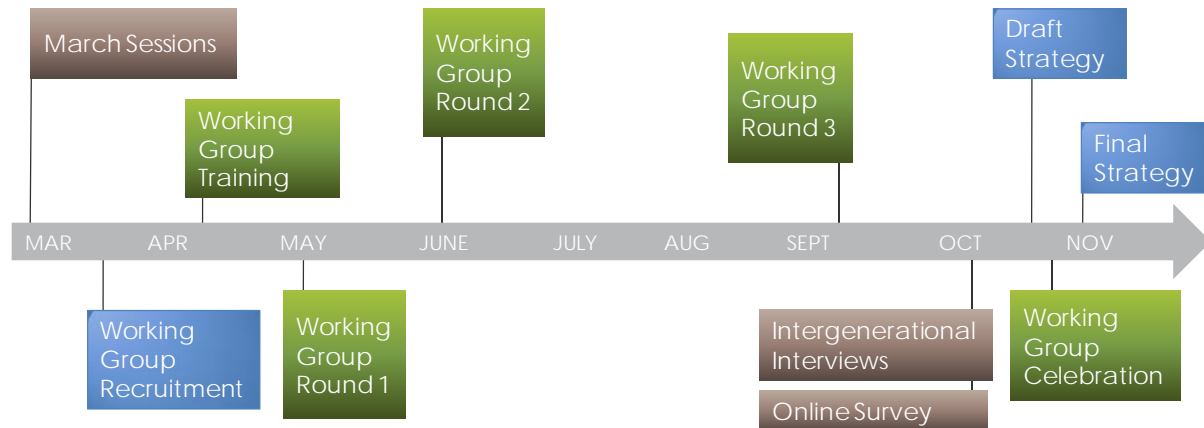 March Sessions
Working
Group
Training
Working
Group
Round 2
Working
Group
Round 3
Draft
Strategy
Final
Strategy
MAR APR MAY JUNE JULY AUG SEPT OCT NOV
Working
Group
Recruitment
Working
Group
Round 1
Intergenerational
Interviews
Online Survey
Working
Group
Celebration